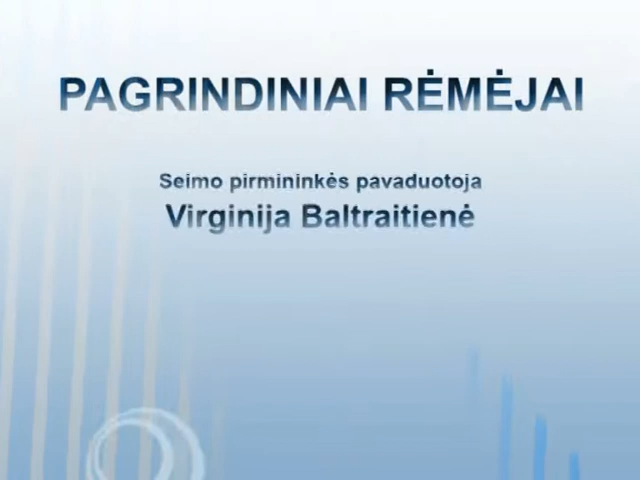 PAGRINDINIAI RĖMĖJAI
Seimo pirmininkės pavaduotoja
Virginija Baltraitienė